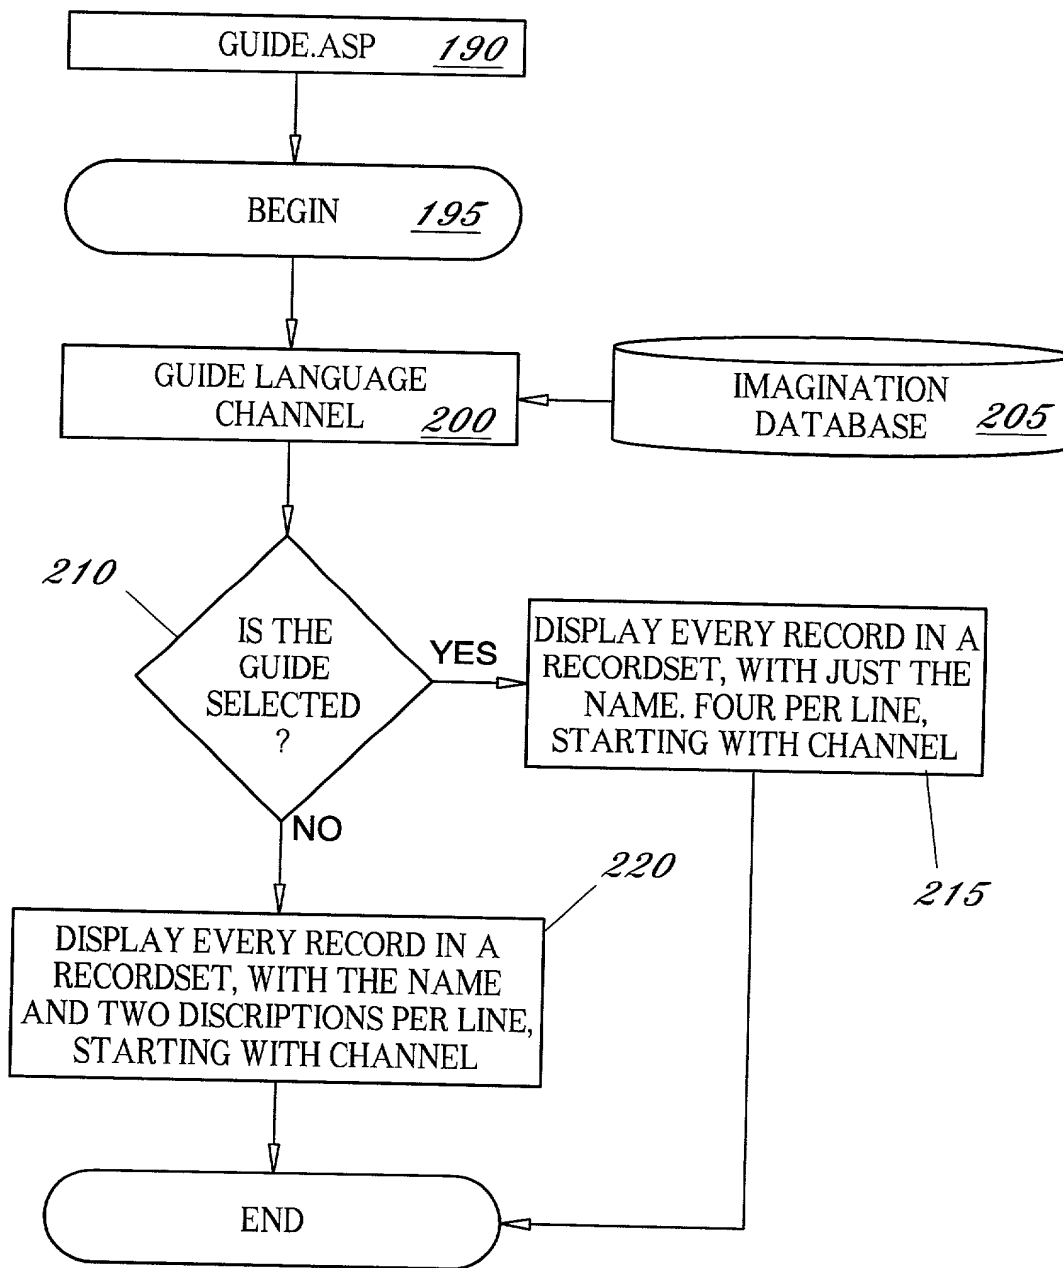 GUIDE.ASP 190
BEGIN 195
GUIDE LANGUAGE
CHANNEL 200
IMAGINATION
DATABASE 205
210
IS THE
GUIDE
SELECTED
?
YES
DISPLAY EVERY RECORD IN A
RECORDSET, WITH JUST THE
NAME. FOUR PER LINE,
STARTING WITH CHANNEL
215
NO
220
DISPLAY EVERY RECORD IN A
RECORDSET, WITH THE NAME
AND TWO DISCRIPTIONS PER LINE,
STARTING WITH CHANNEL
END